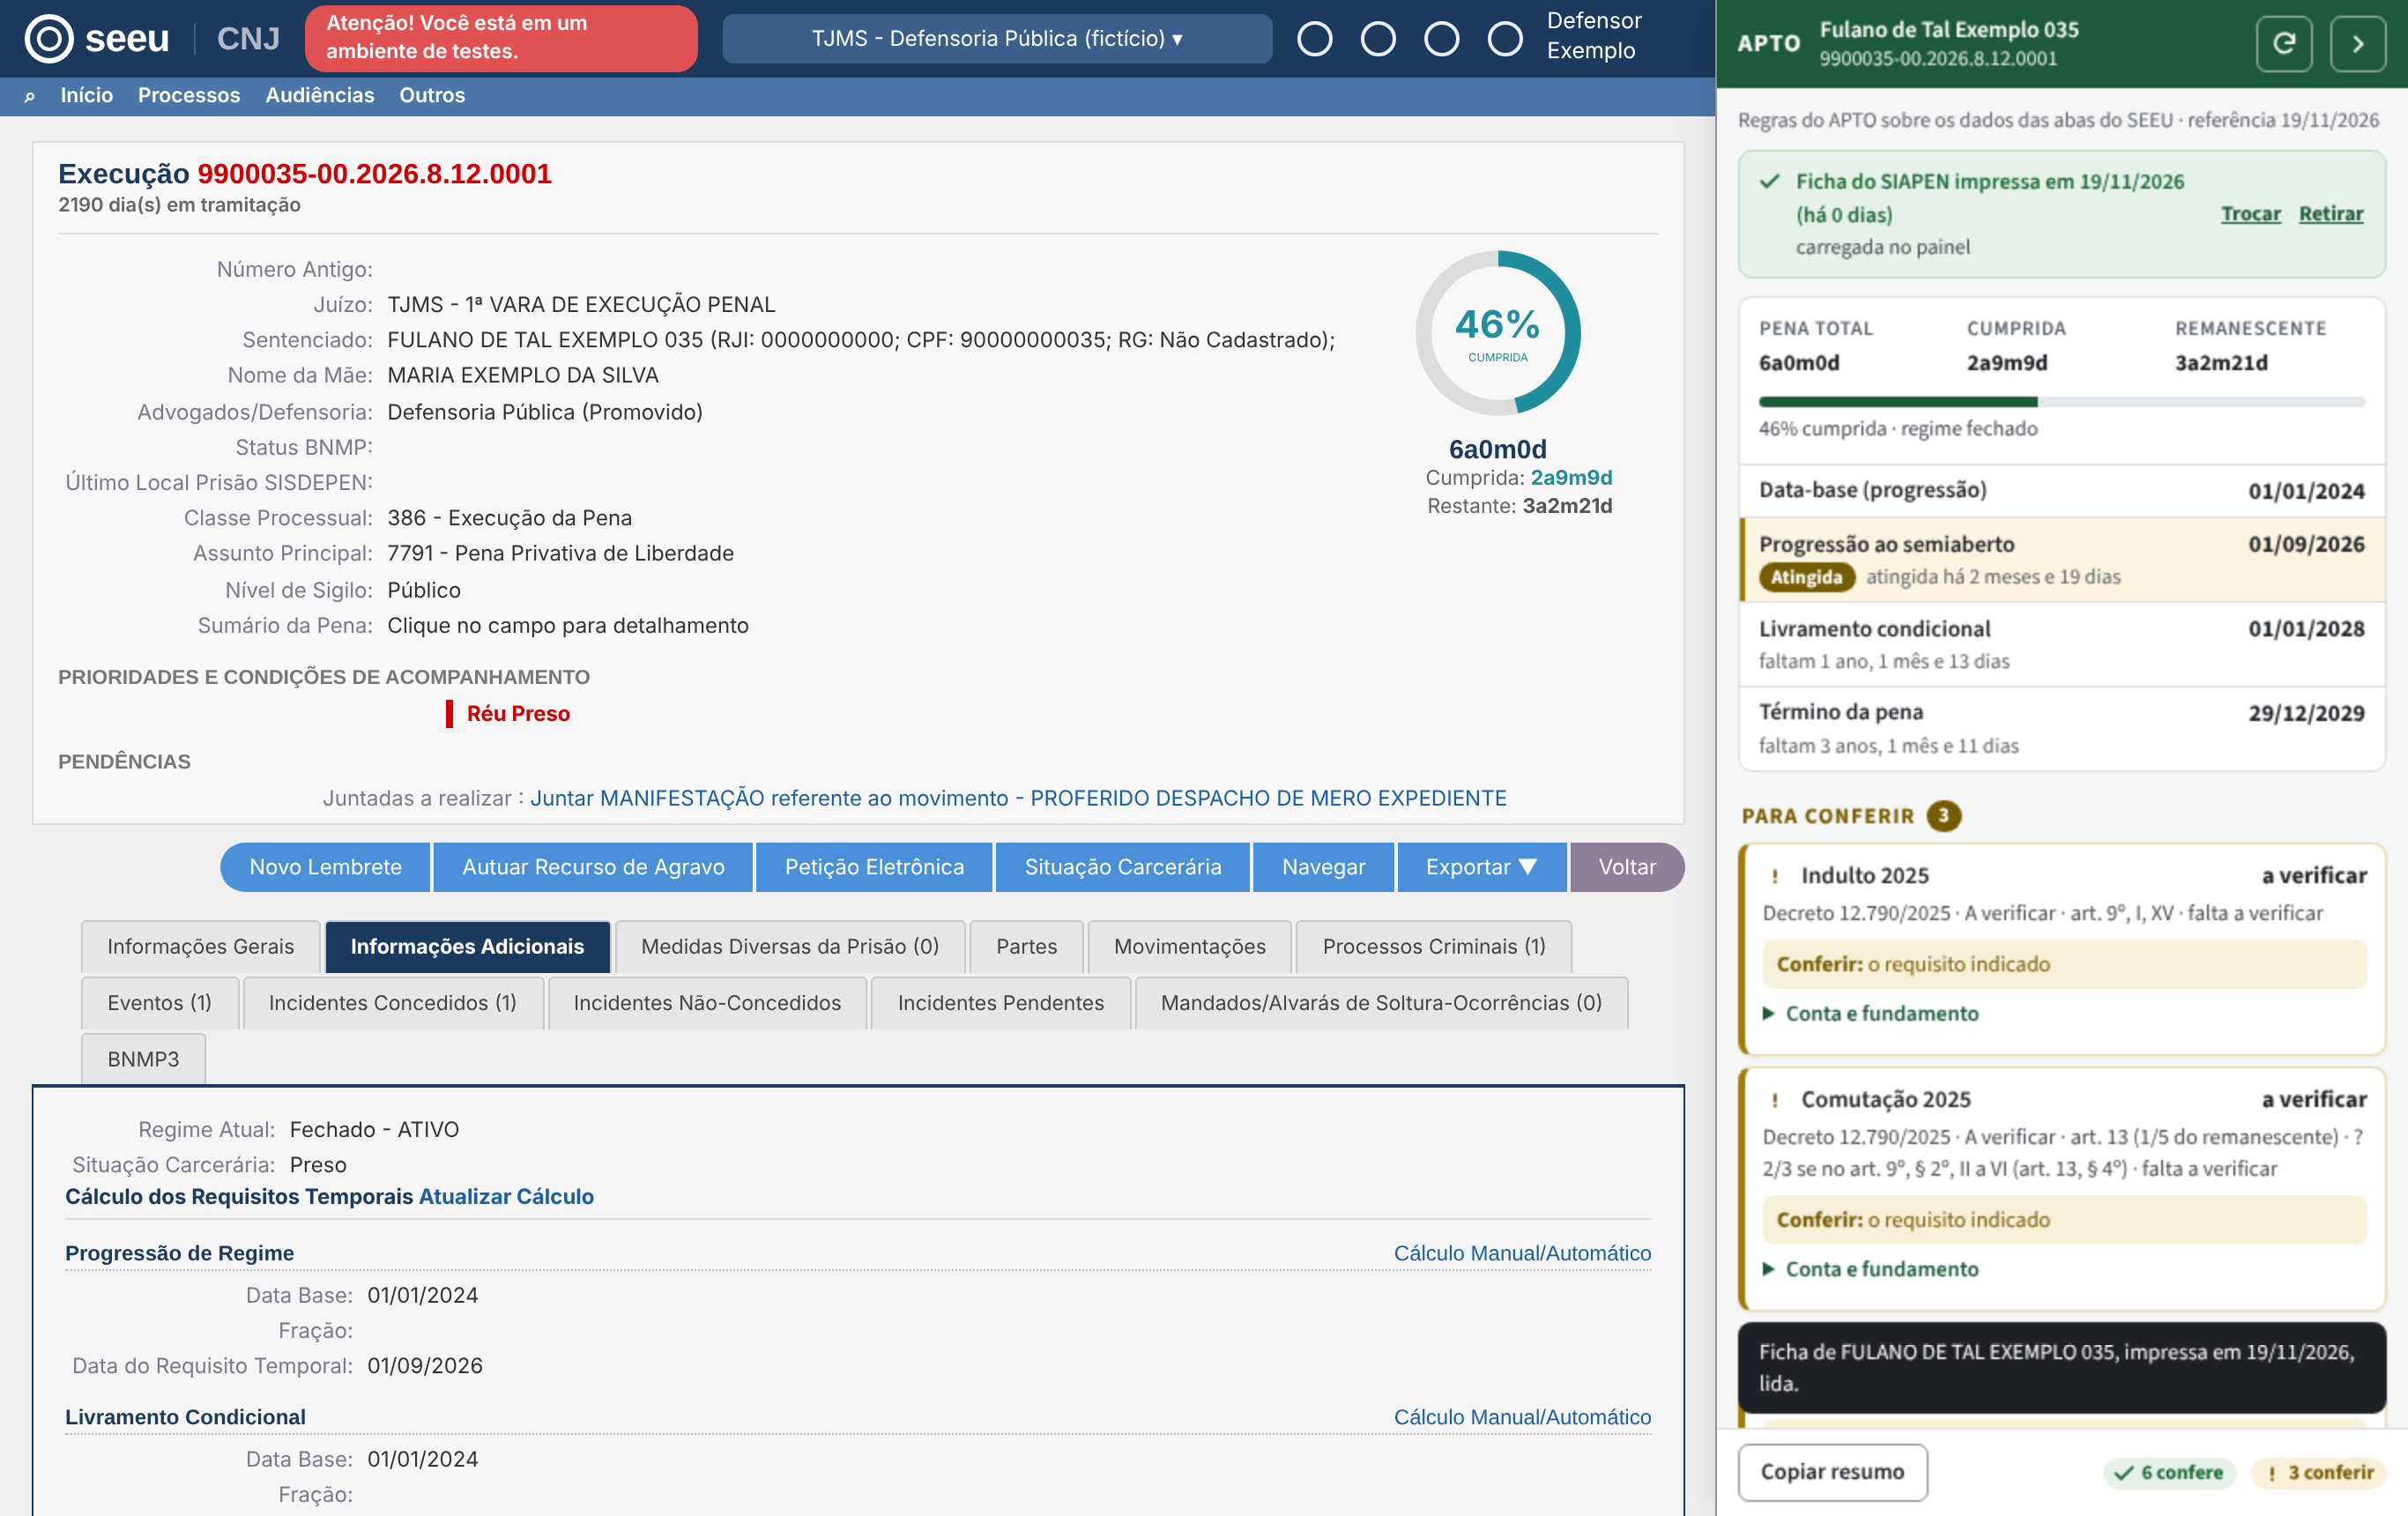 seeu
CNJ
Atenção! Você está em um
ambiente de testes.
TJMS - Defensoria Pública (fictício) ▾
Defensor
Exemplo
Início Processos Audiências Outros
Execução 9900035-00.2026.8.12.0001
2190 dia(s) em tramitação
Número Antigo:
Juízo: TJMS - 1ª VARA DE EXECUÇÃO PENAL
Sentenciado: FULANO DE TAL EXEMPLO 035 (RJI: 0000000000; CPF: 90000000035; RG: Não Cadastrado);
Nome da Mãe: MARIA EXEMPLO DA SILVA
Advogados/Defensoria: Defensoria Pública (Promovido)
Status BNMP:
Último Local Prisão SISDEPEN:
Classe Processual: 386 - Execução da Pena
Assunto Principal: 7791 - Pena Privativa de Liberdade
Nível de Sigilo: Público
Sumário da Pena: Clique no campo para detalhamento
46%
CUMPRIDA
6a0m0d
Cumprida: 2a9m9d
Restante: 3a2m21d
PRIORIDADES E CONDIÇÕES DE ACOMPANHAMENTO
Réu Preso
PENDÊNCIAS
Juntadas a realizar : Juntar MANIFESTAÇÃO referente ao movimento - PROFERIDO DESPACHO DE MERO EXPEDIENTE
Novo Lembrete Autuar Recurso de Agravo Petição Eletrônica Situação Carcerária Navegar Exportar ▼ Voltar
Informações Gerais Informações Adicionais Medidas Diversas da Prisão (0) Partes Movimentações Processos Criminais (1)
Eventos (1) Incidentes Concedidos (1) Incidentes Não-Concedidos Incidentes Pendentes Mandados/Alvarás de Soltura-Ocorrências (0)
BNMP3
Regime Atual: Fechado - ATIVO
Situação Carcerária: Preso
Cálculo dos Requisitos Temporais Atualizar Cálculo
Progressão de Regime Cálculo Manual/Automático
Data Base: 01/01/2024
Fração:
Data do Requisito Temporal: 01/09/2026
Livramento Condicional Cálculo Manual/Automático
Data Base: 01/01/2024
Fração:
APTO
Fulano de Tal Exemplo 035
9900035-00.2026.8.12.0001
Regras do APTO sobre os dados das abas do SEEU · referência 19/11/2026
Ficha do SIAPEN impressa em 19/11/2026
(há 0 dias)
carregada no painel
Trocar Retirar
PENA TOTAL CUMPRIDA REMANESCENTE
6a0m0d 2a9m9d 3a2m21d
46% cumprida · regime fechado
Data-base (progressão) 01/01/2024
Progressão ao semiaberto 01/09/2026
Atingida atingida há 2 meses e 19 dias
Livramento condicional 01/01/2028
faltam 1 ano, 1 mês e 13 dias
Término da pena 29/12/2029
faltam 3 anos, 1 mês e 11 dias
PARA CONFERIR 3
! Indulto 2025 a verificar
Decreto 12.790/2025 · A verificar · art. 9º, I, XV · falta a verificar
Conferir: o requisito indicado
▶ Conta e fundamento
! Comutação 2025 a verificar
Decreto 12.790/2025 · A verificar · art. 13 (1/5 do remanescente) · ?
2/3 se no art. 9º, § 2º, II a VI (art. 13, § 4º) · falta a verificar
Conferir: o requisito indicado
▶ Conta e fundamento
Ficha de FULANO DE TAL EXEMPLO 035, impressa em 19/11/2026,
lida.
Copiar resumo
6 confere
! 3 conferir